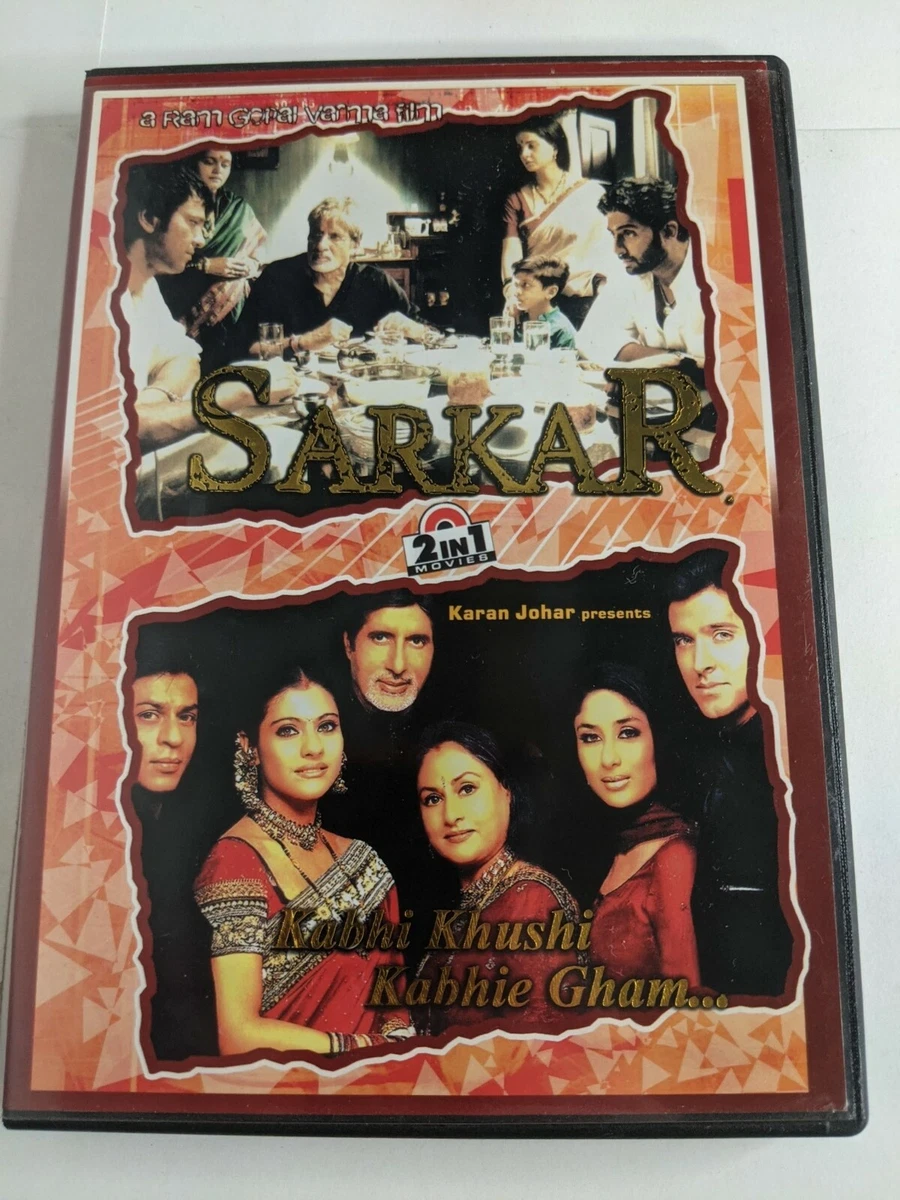 a Ram Gopal Varma film
SARKAR
2 IN 1
MOVIES
Karan Johar presents
Kabhi Khushi
Kabhie Gham...